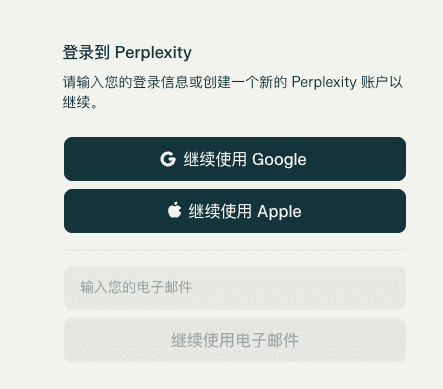 登录到 Perplexity
请输入您的登录信息或创建一个新的 Perplexity 账户以
继续。
继续使用 Google
继续使用 Apple
输入您的电子邮件
继续使用电子邮件